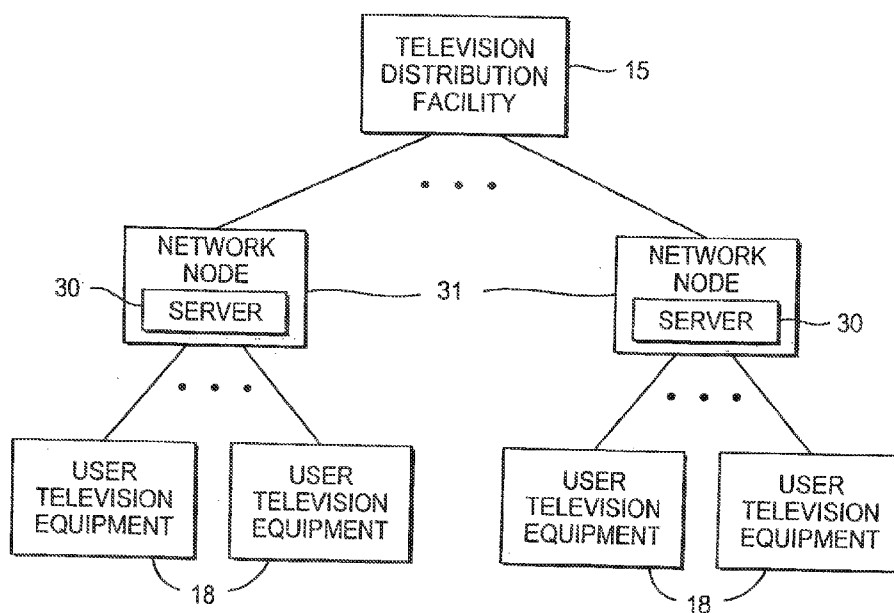 TELEVISION
DISTRIBUTION
FACILITY
15
NETWORK
NODE
30
SERVER
31
NETWORK
NODE
SERVER
30
USER
TELEVISION
EQUIPMENT
USER
TELEVISION
EQUIPMENT
USER
TELEVISION
EQUIPMENT
USER
TELEVISION
EQUIPMENT
18
18